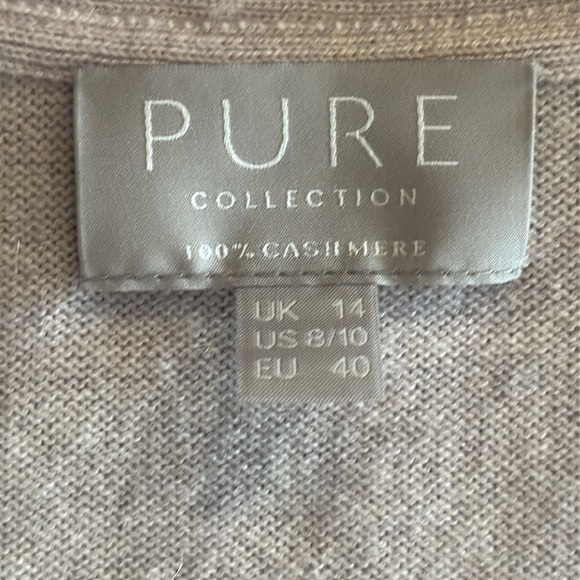 PURE
COLLECTION
100% CASHMERE
UK 14
US 8/10
EU 40